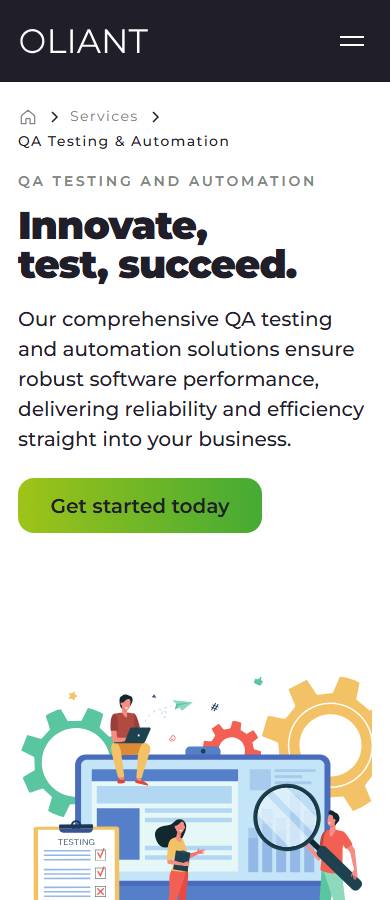 OLIANT
Services
QA Testing & Automation
QA TESTING AND AUTOMATION
Innovate,
test, succeed.
Our comprehensive QA testing
and automation solutions ensure
robust software performance,
delivering reliability and efficiency
straight into your business.
Get started today
#
TESTING